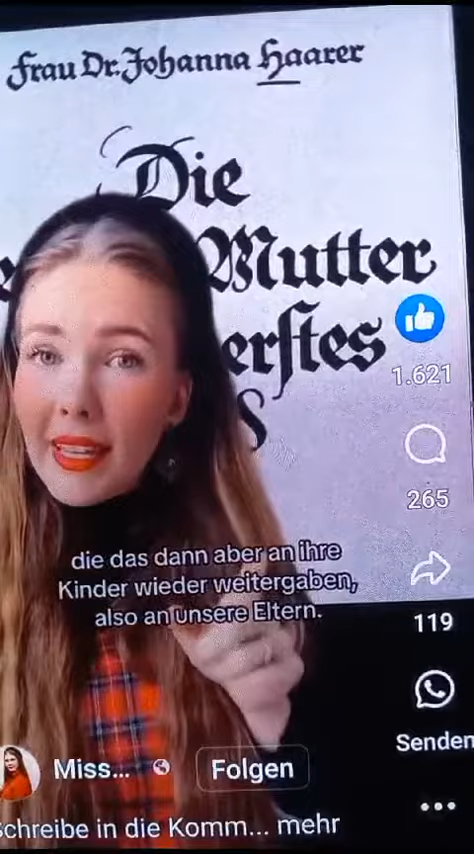 Frau Dr. Johanna Haarer
Die
Mutter
erstes
1.621
265
die das dann aber an ihre
Kinder wieder weitergaben,
also an unsere Eltern.
119
Senden
Miss...
Folgen
Schreibe in die Komm... mehr